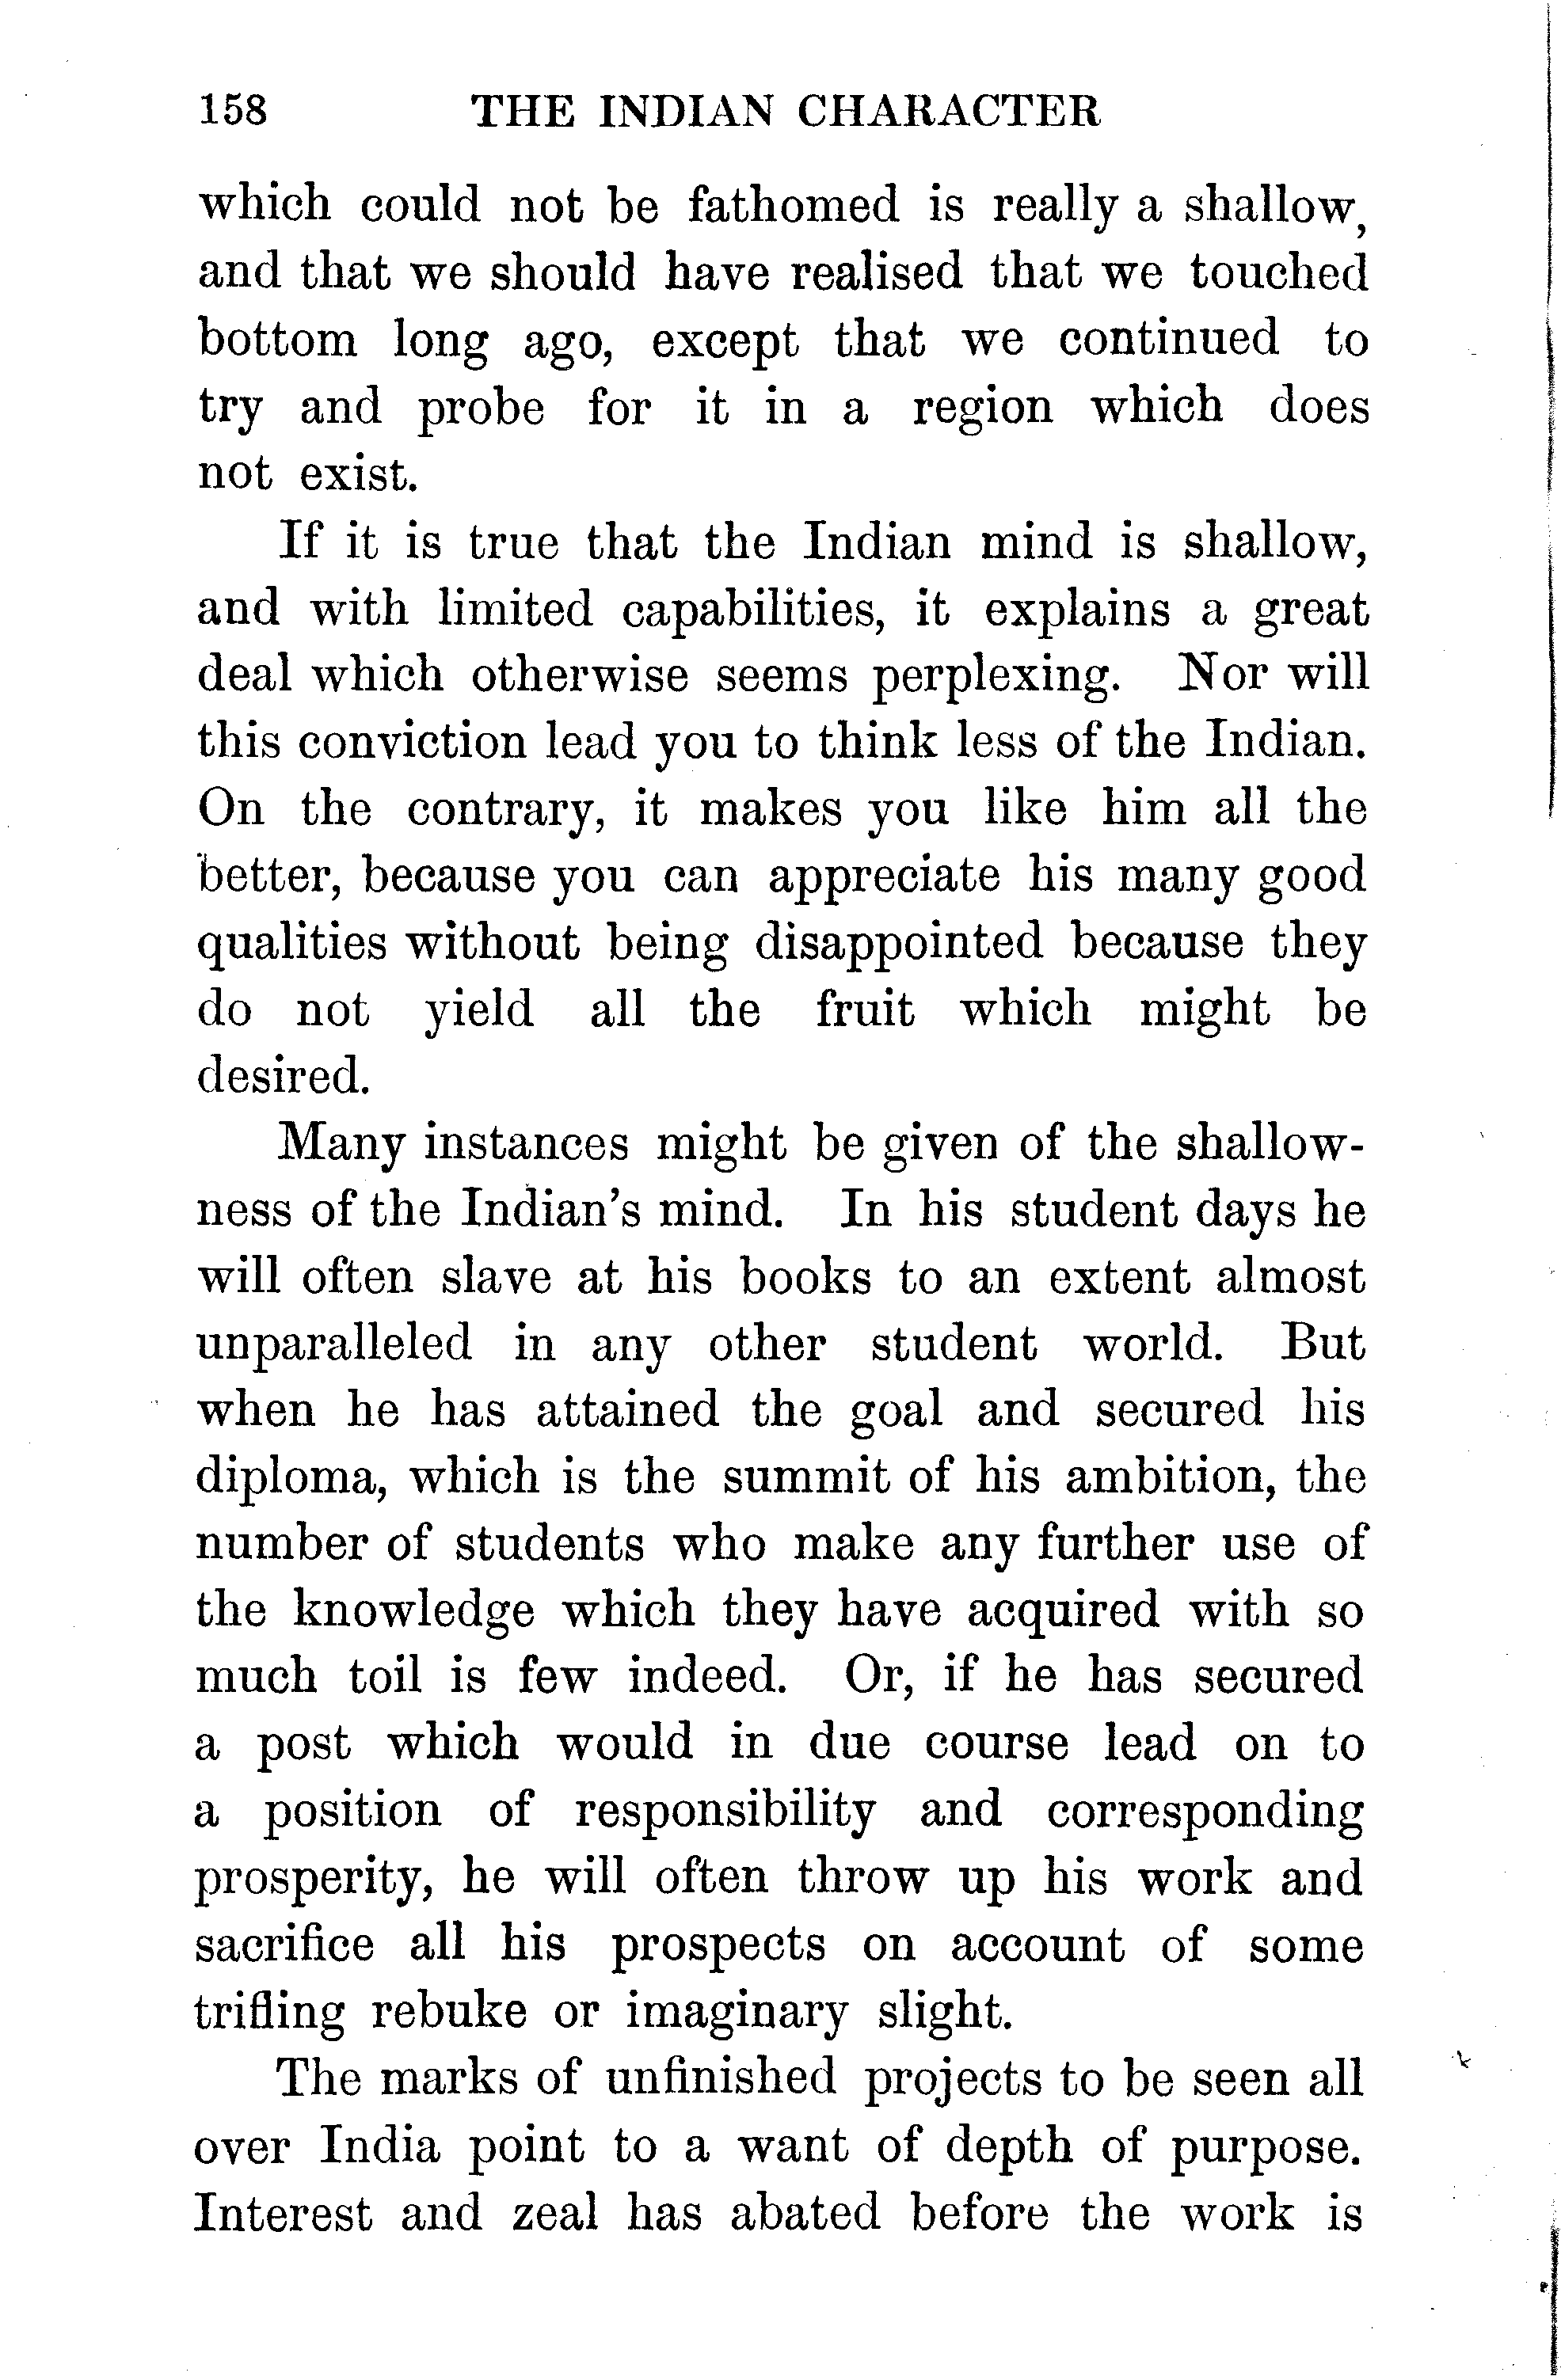 158 THE INDIAN CHARACTER
which could not be fathomed is really a shallow,
and that we should have realised that we touched
bottom long ago, except that we continued to
try and probe for it in a region which does
not exist.
If it is true that the Indian mind is shallow,
and with limited capabilities, it explains a great
deal which otherwise seems perplexing. Nor will
this conviction lead you to think less of the Indian.
On the contrary, it makes you like him all the
better, because you can appreciate his many good
qualities without being disappointed because they
do not yield all the fruit which might be
desired.
Many instances might be given of the shallow-
ness of the Indian's mind. In his student days he
will often slave at his books to an extent almost
unparalleled in any other student world. But
when he has attained the goal and secured his
diploma, which is the summit of his ambition, the
number of students who make any further use of
the knowledge which they have acquired with so
much toil is few indeed. Or, if he has secured
a post which would in due course lead on to
a position of responsibility and corresponding
prosperity, he will often throw up his work and
sacrifice all his prospects on account of some
trifling rebuke or imaginary slight.
The marks of unfinished projects to be seen all
over India point to a want of depth of purpose.
Interest and zeal has abated before the work is